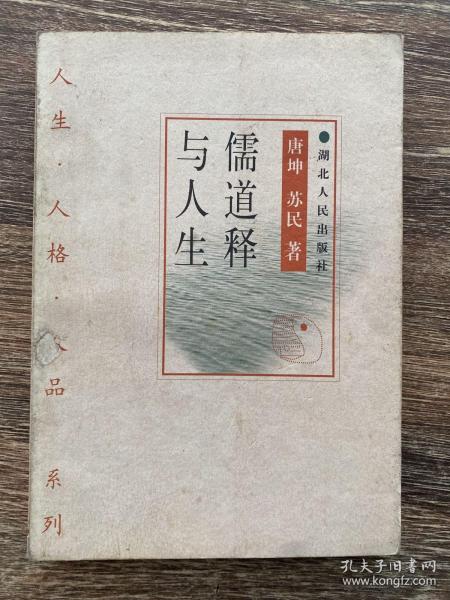 人生·人格·人品 系列
湖北人民出版社
唐坤 苏民 著
儒道释
与人生
孔夫子旧书网
www.kongfz.com